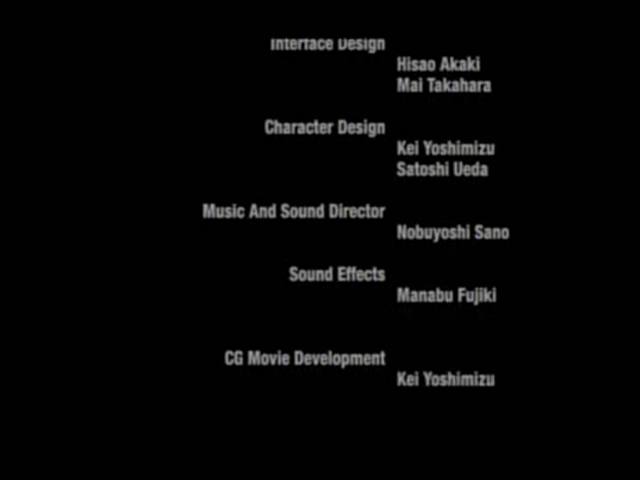 Interface Design
Hisao Akaki
Mai Takahara
Character Design
Kei Yoshimizu
Satoshi Ueda
Music And Sound Director
Nobuyoshi Sano
Sound Effects
Manabu Fujiki
CG Movie Development
Kei Yoshimizu